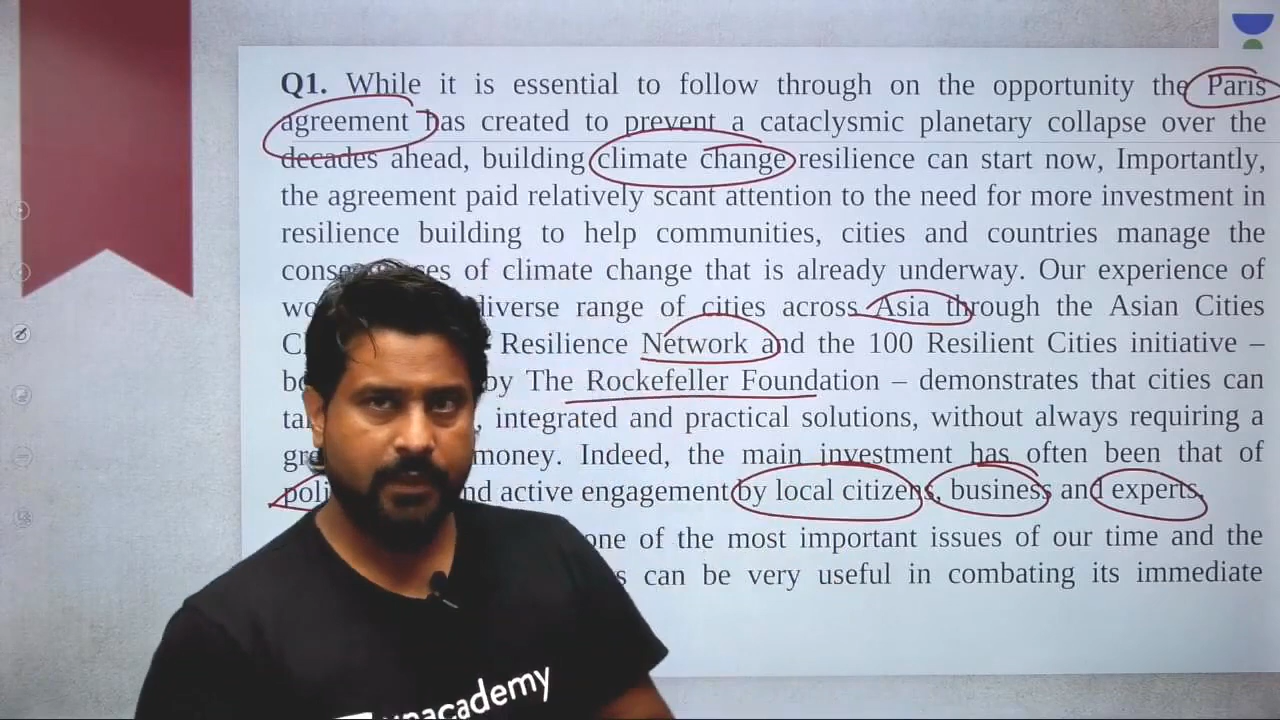 Q1. While it is essential to follow through on the opportunity the Paris
agreement has created to prevent a cataclysmic planetary collapse over the
decades ahead, building climate change resilience can start now, Importantly,
the agreement paid relatively scant attention to the need for more investment in
resilience building to help communities, cities and countries manage the
of climate change that is already underway. Our experience of
diverse range of cities across Asia through the Asian Cities
Resilience Network and the 100 Resilient Cities initiative –
by The Rockefeller Foundation – demonstrates that cities can
, integrated and practical solutions, without always requiring a
money. Indeed, the main investment has often been that of
and active engagement by local citizens, business and experts.
one of the most important issues of our time and the
can be very useful in combating its immediate
unacademy